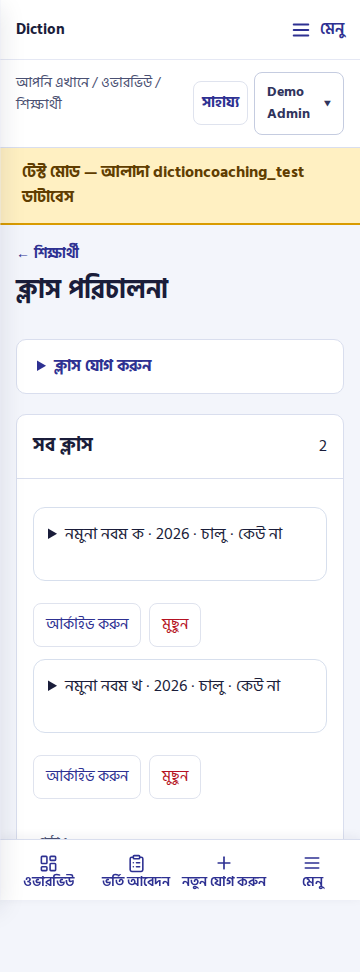 Diction
মেনু
আপনি এখানে / ওভারভিউ /
শিক্ষার্থী
সাহায্য
Demo
Admin
টেস্ট মোড — আলাদা dictioncoaching_test
ডাটাবেস
← শিক্ষার্থী
ক্লাস পরিচালনা
ক্লাস যোগ করুন
সব ক্লাস 2
নমুনা নবম ক · 2026 · চালু · কেউ না
আর্কাইভ করুন মুছুন
নমুনা নবম খ · 2026 · চালু · কেউ না
আর্কাইভ করুন মুছুন
ওভারভিউ ভর্তি আবেদন নতুন যোগ করুন মেনু